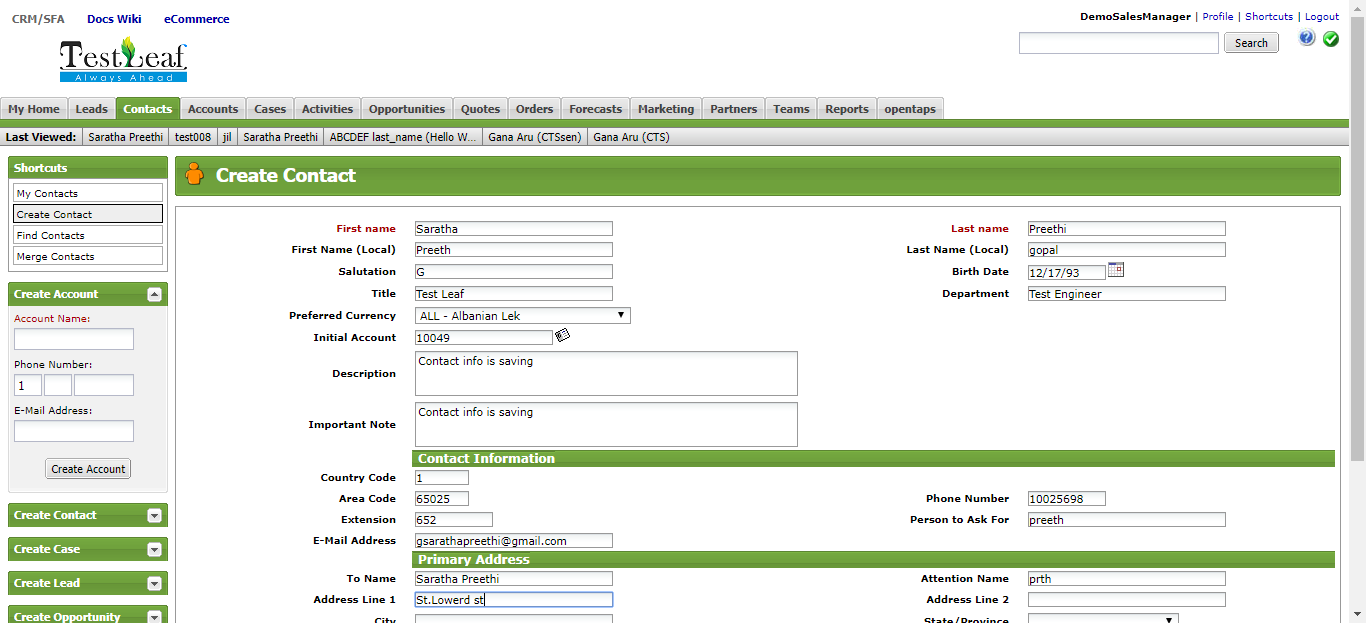 CRM/SFA Docs Wiki eCommerce
DemoSalesManager | Profile | Shortcuts | Logout
TestLeaf
Always Ahead
Search
My Home Leads Contacts Accounts Cases Activities Opportunities Quotes Orders Forecasts Marketing Partners Teams Reports opentaps
Last Viewed: Saratha Preethi test008 jil Saratha Preethi ABCDEF last_name (Hello W... Gana Aru (CTSsen) Gana Aru (CTS)
Shortcuts
My Contacts
Create Contact
Find Contacts
Merge Contacts
Create Account
Account Name:
Phone Number:
1
E-Mail Address:
Create Account
Create Contact
Create Case
Create Lead
Create Opportunity
Create Contact
First name Saratha Last name Preethi
First Name (Local) Preeth Last Name (Local) gopal
Salutation G Birth Date 12/17/93
Title Test Leaf Department Test Engineer
Preferred Currency ALL - Albanian Lek
Initial Account 10049
Description Contact info is saving
Important Note Contact info is saving
Contact Information
Country Code 1
Area Code 65025 Phone Number 10025698
Extension 652 Person to Ask For preeth
E-Mail Address gsarathapreethi@gmail.com
Primary Address
To Name Saratha Preethi Attention Name prth
Address Line 1 St.Lowerd st Address Line 2
City State/Province